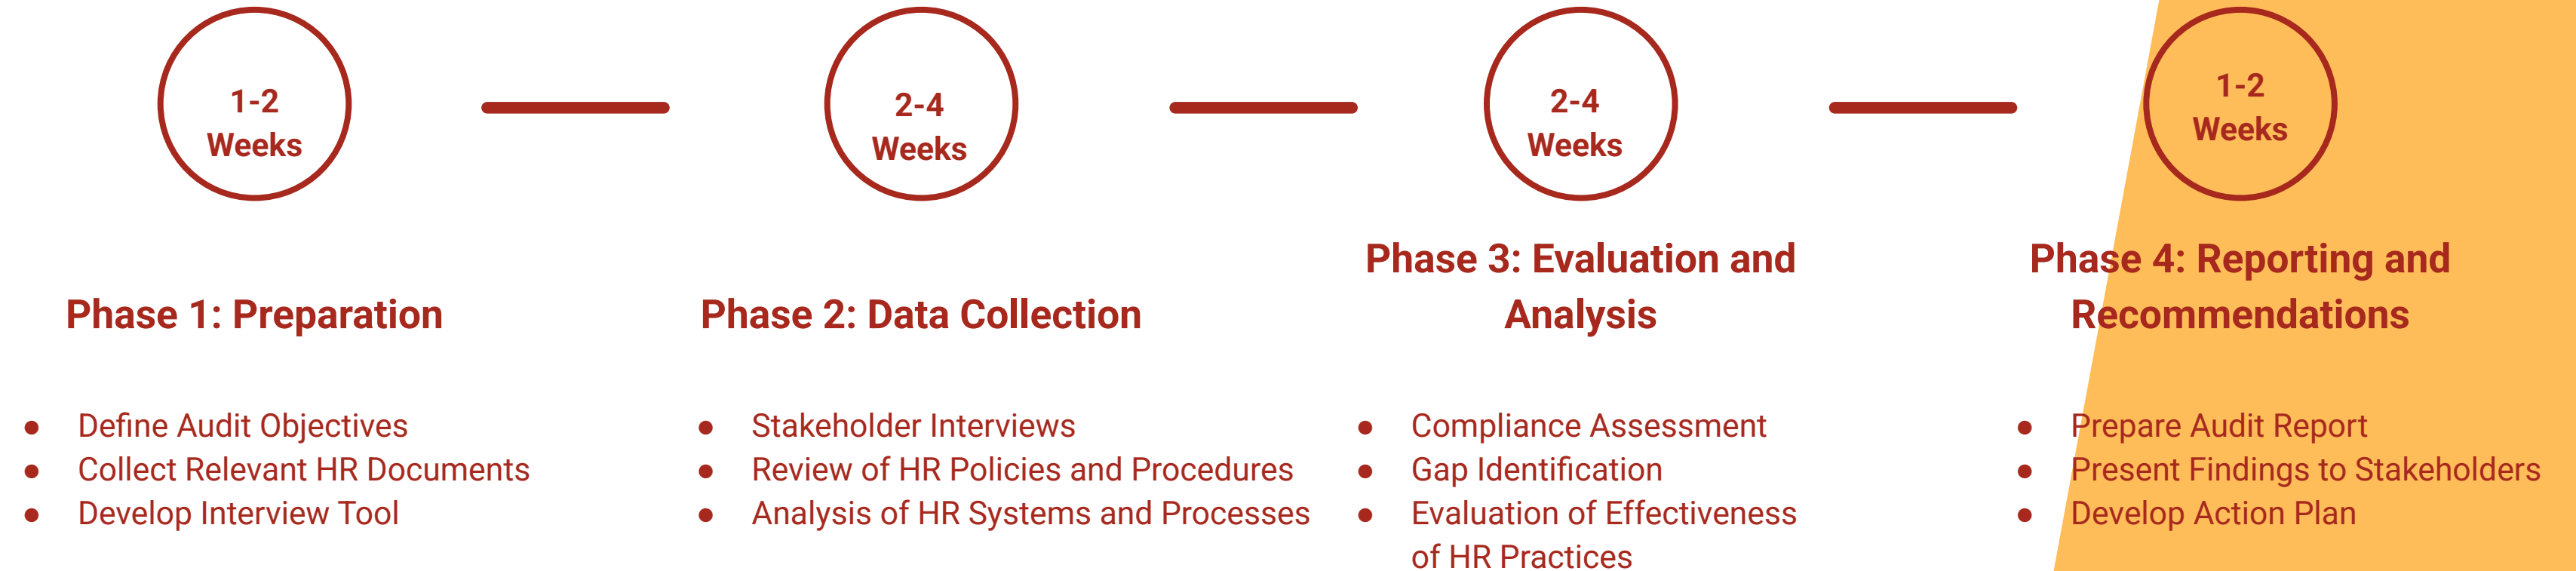 1-2
Weeks
Phase 1: Preparation
● Define Audit Objectives
● Collect Relevant HR Documents
● Develop Interview Tool
2-4
Weeks
Phase 2: Data Collection
● Stakeholder Interviews
● Review of HR Policies and Procedures
● Analysis of HR Systems and Processes
2-4
Weeks
Phase 3: Evaluation and
Analysis
● Compliance Assessment
● Gap Identification
● Evaluation of Effectiveness
of HR Practices
1-2
Weeks
Phase 4: Reporting and
Recommendations
● Prepare Audit Report
● Present Findings to Stakeholders
● Develop Action Plan